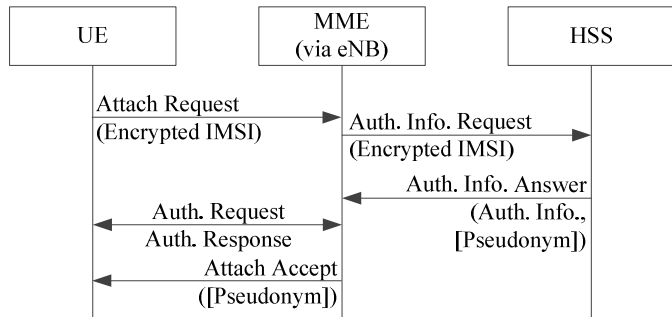 UE
MME
(via eNB)
HSS
Attach Request
(Encrypted IMSI)
Auth. Info. Request
(Encrypted IMSI)
Auth. Info. Answer
(Auth. Info.,
[Pseudonym])
Auth. Request
Auth. Response
Attach Accept
([Pseudonym])